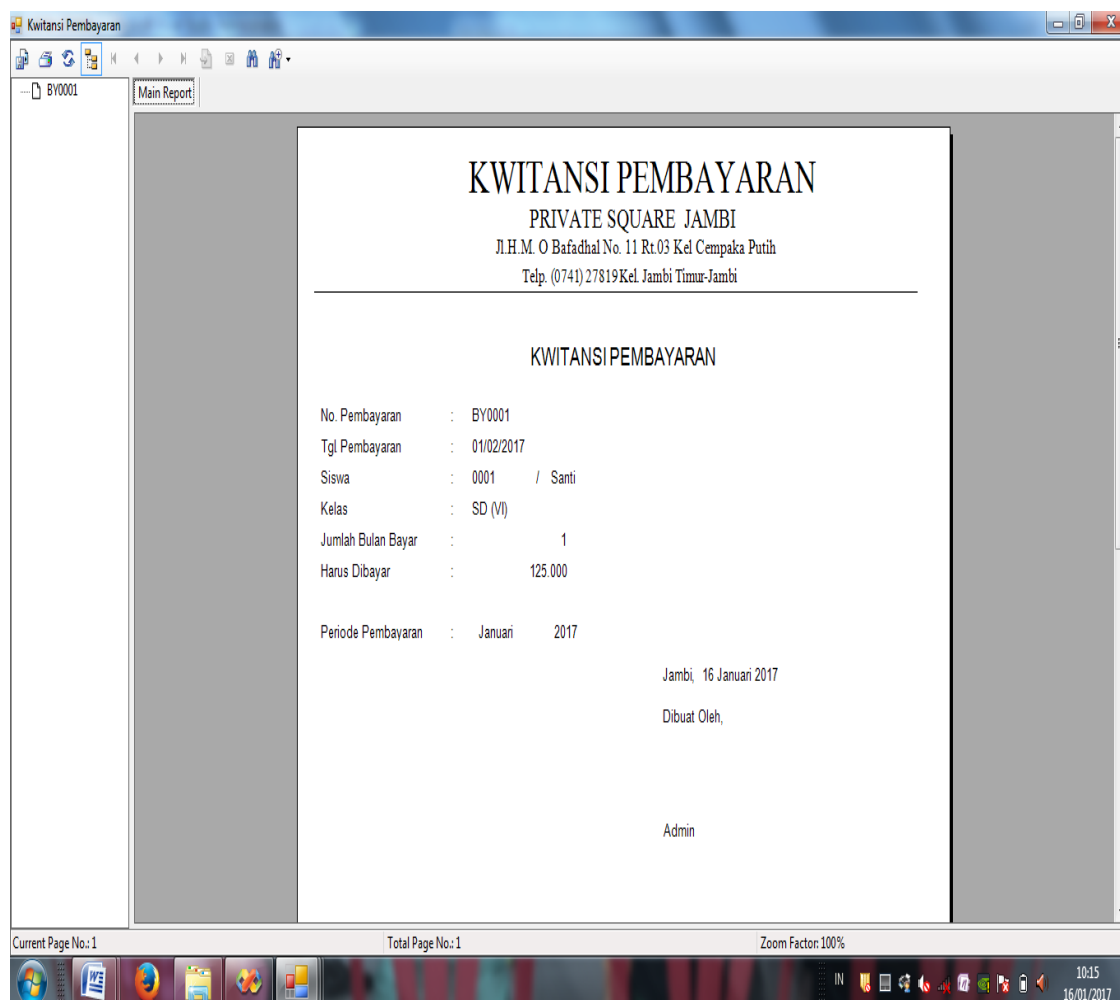 Kwitansi Pembayaran
BY0001
Main Report
KWITANSI PEMBAYARAN
PRIVATE SQUARE JAMBI
Jl.H.M. O Bafadhal No. 11 Rt.03 Kel Cempaka Putih
Telp. (0741) 27819 Kel. Jambi Timur-Jambi
KWITANSI PEMBAYARAN
No. Pembayaran : BY0001
Tgl Pembayaran : 01/02/2017
Siswa : 0001 / Santi
Kelas : SD (VI)
Jumlah Bulan Bayar : 1
Harus Dibayar : 125.000
Periode Pembayaran : Januari 2017
Jambi, 16 Januari 2017
Dibuat Oleh,
Admin
Current Page No.: 1 Total Page No.: 1 Zoom Factor: 100%
IN 10:15
16/01/2017